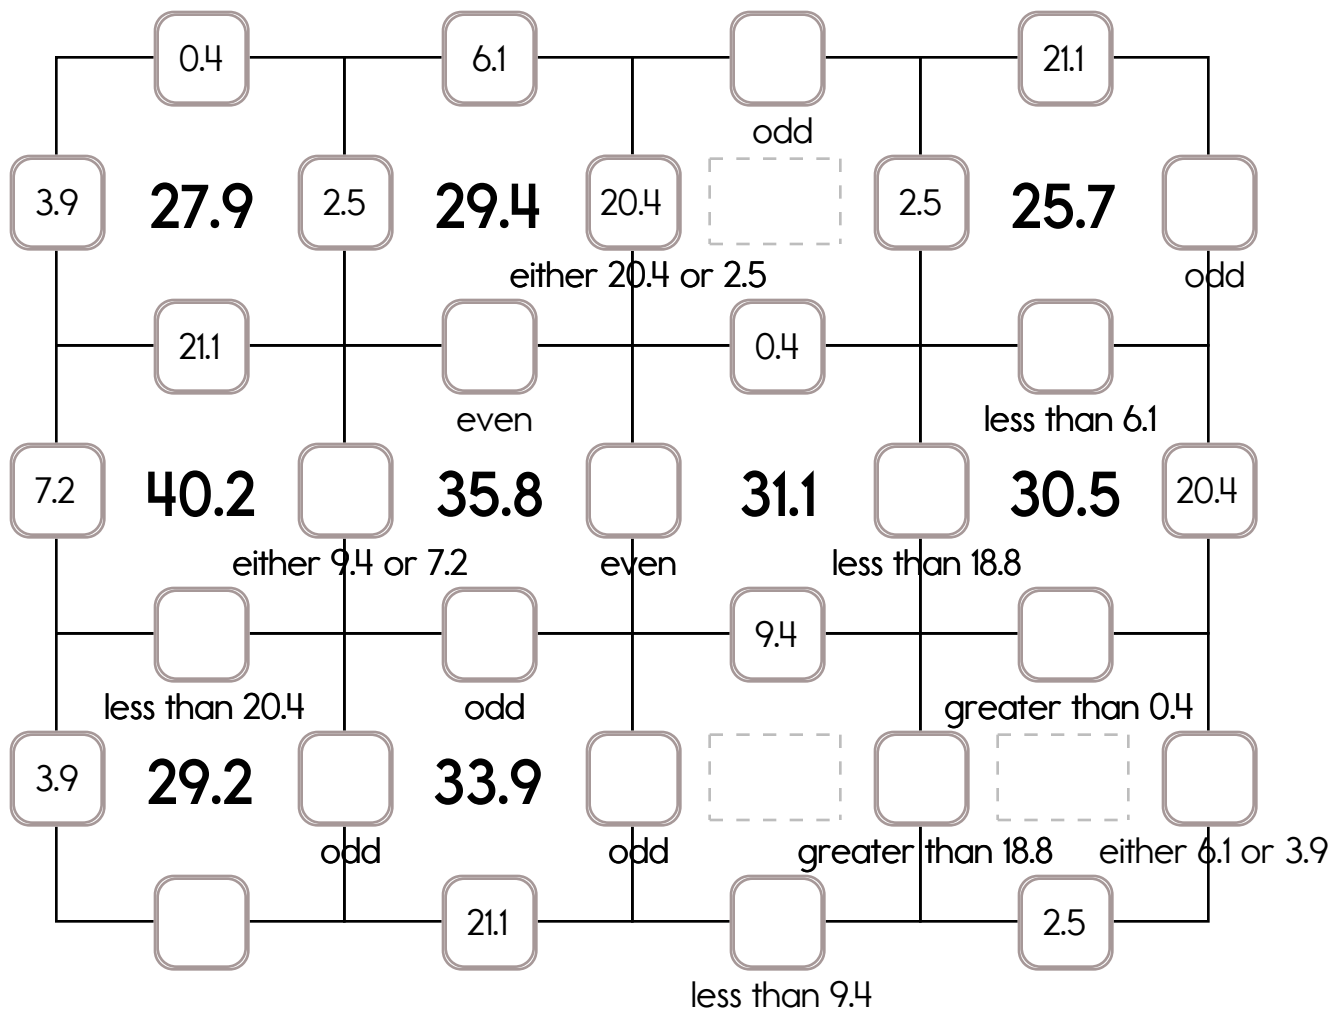 0.4 6.1 21.1
odd
3.9 27.9 2.5 29.4 20.4 2.5 25.7
either 20.4 or 2.5 odd
21.1 0.4
even less than 6.1
7.2 40.2 35.8 31.1 30.5 20.4
either 9.4 or 7.2 even less than 18.8
9.4
less than 20.4 odd greater than 0.4
3.9 29.2 33.9
odd odd greater than 18.8 either 6.1 or 3.9
21.1 2.5
less than 9.4